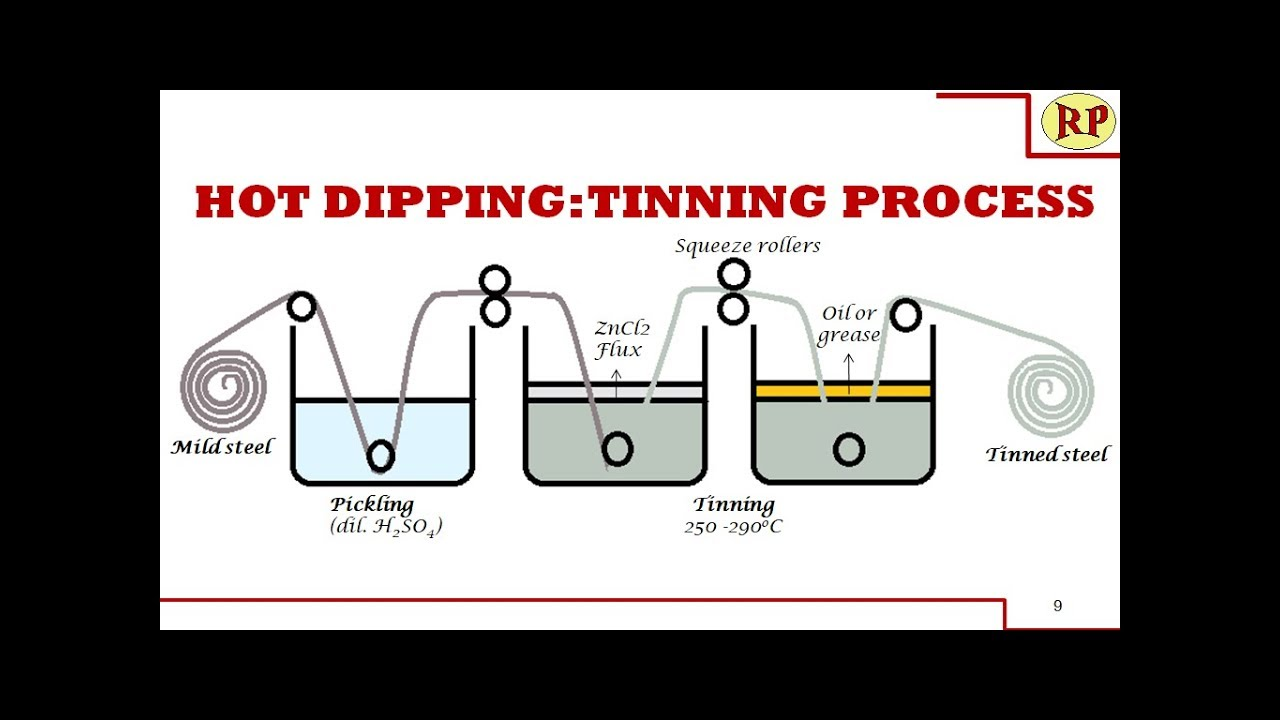 RP
HOT DIPPING:TINNING PROCESS
Squeeze rollers
ZnCl2
Flux
Oil or
grease
Mild steel
Tinned steel
Pickling
(dil. H₂SO₄)
Tinning
250 -290⁰C
9